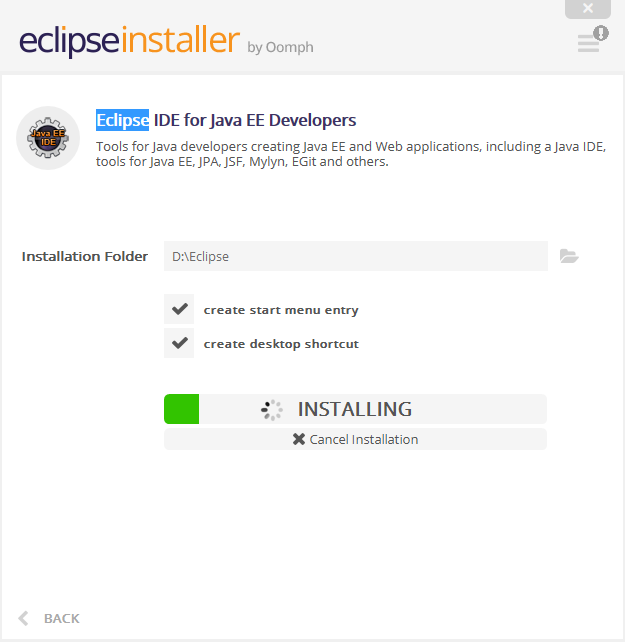 eclipseinstaller by Oomph
Java EE
IDE
Eclipse IDE for Java EE Developers
Tools for Java developers creating Java EE and Web applications, including a Java IDE,
tools for Java EE, JPA, JSF, Mylyn, EGit and others.
Installation Folder D:\Eclipse
create start menu entry
create desktop shortcut
INSTALLING
Cancel Installation
BACK